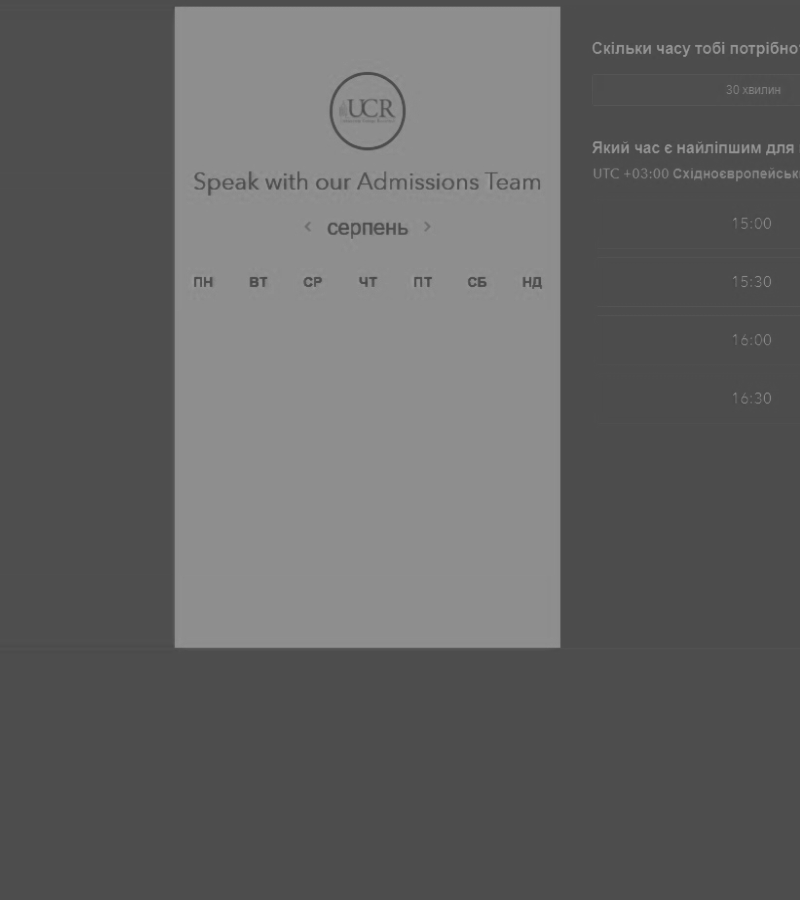 UCR
Speak with our Admissions Team
серпень
ПН ВТ СР ЧТ ПТ СБ НД
Скільки часу тобі потрібно
30 хвилин
Який час є найліпшим для
UTC +03:00 Східноєвропейськ
15:00
15:30
16:00
16:30